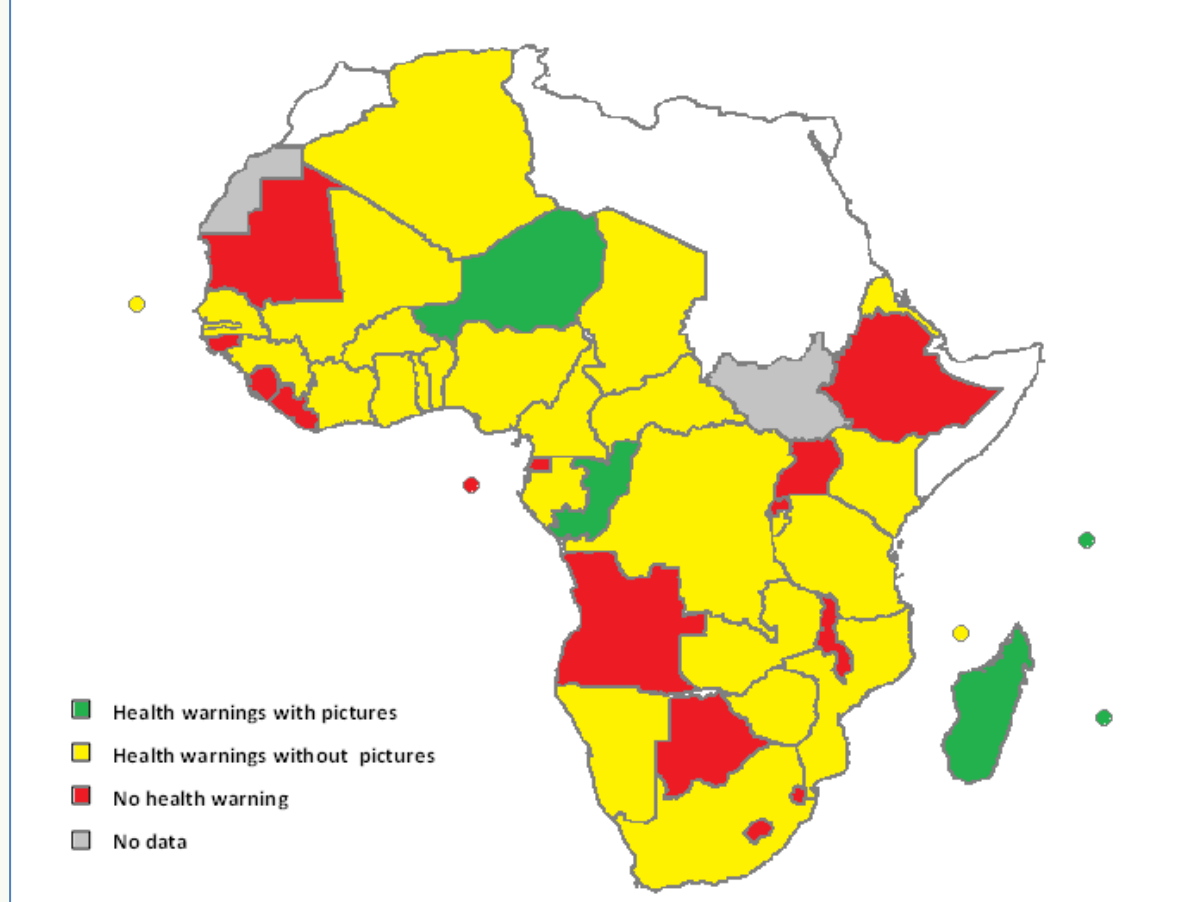 Health warnings with pictures
Health warnings without pictures
No health warning
No data